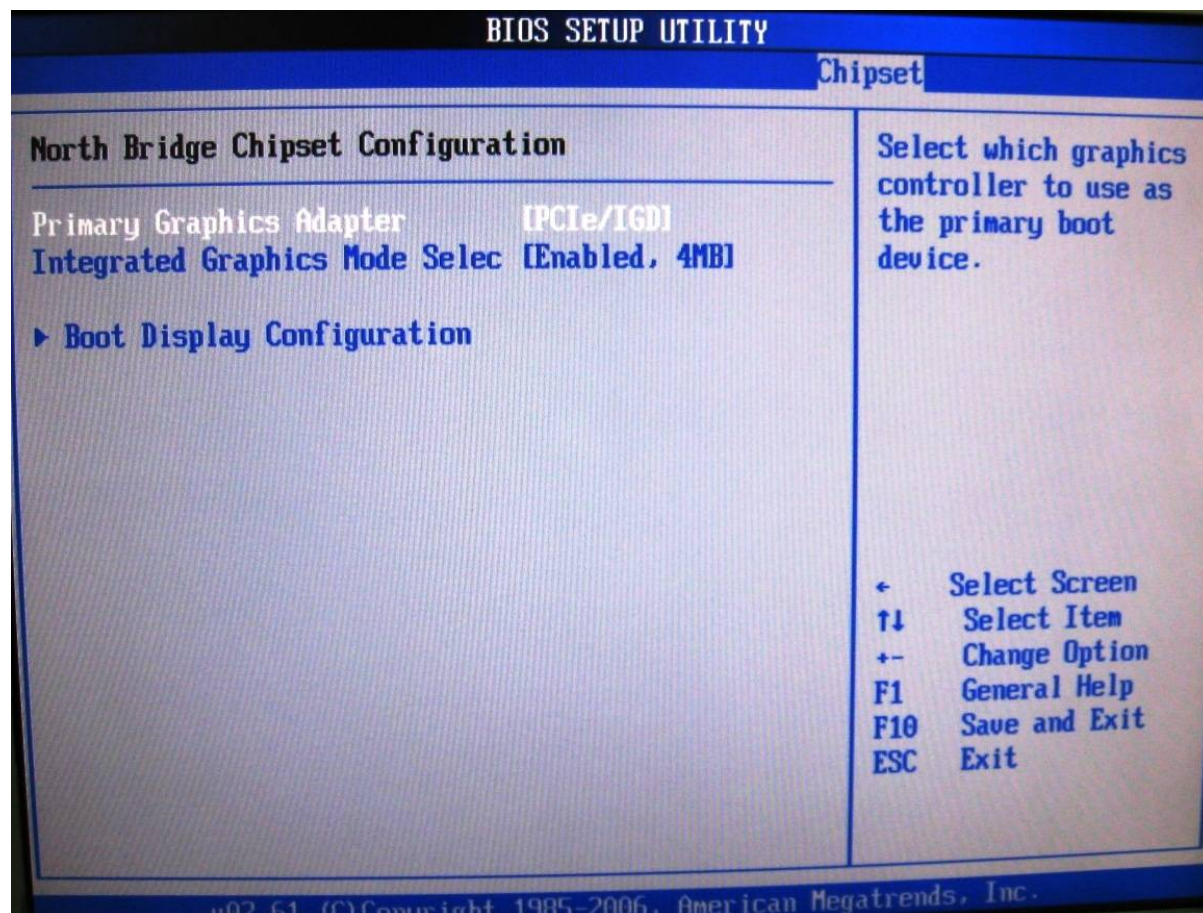 BIOS SETUP UTILITY
Chipset
North Bridge Chipset Configuration
Primary Graphics Adapter [PCIe/IGD]
Integrated Graphics Mode Selec [Enabled, 4MB]
▶ Boot Display Configuration
Select which graphics
controller to use as
the primary boot
device.
← Select Screen
↑↓ Select Item
+- Change Option
F1 General Help
F10 Save and Exit
ESC Exit
v02.61 (C)Copyright 1985-2006, American Megatrends, Inc.